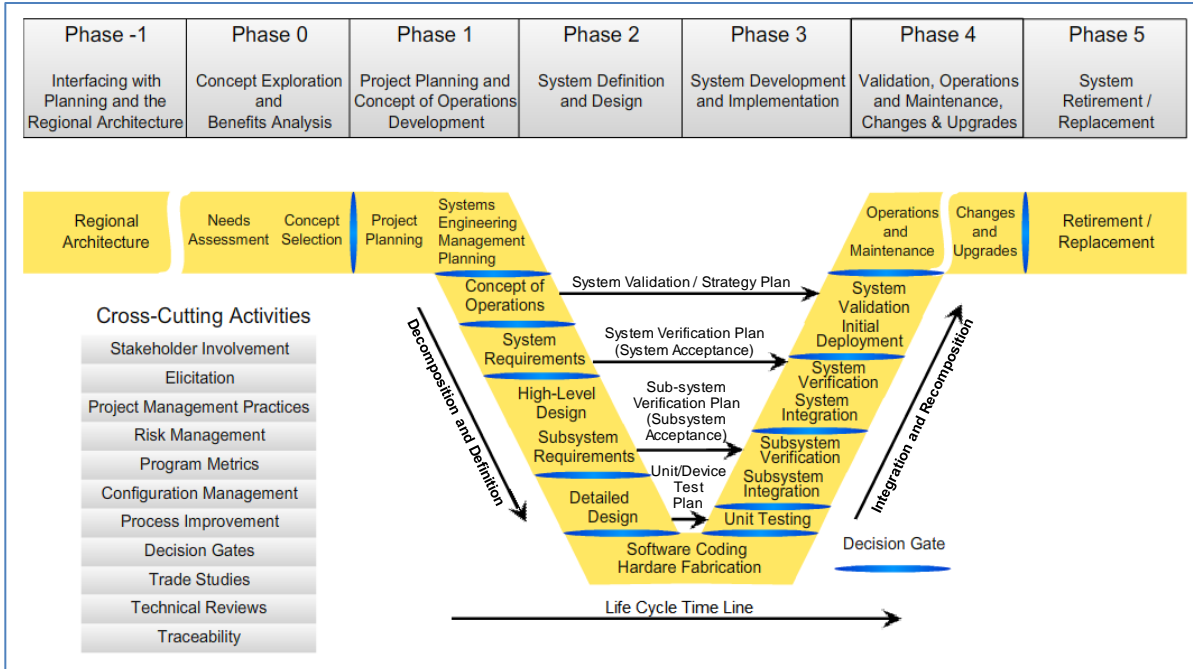 Phase -1
Interfacing with
Planning and the
Regional Architecture
Phase 0
Concept Exploration
and
Benefits Analysis
Phase 1
Project Planning and
Concept of Operations
Development
Phase 2
System Definition
and Design
Phase 3
System Development
and Implementation
Phase 4
Validation, Operations
and Maintenance,
Changes & Upgrades
Phase 5
System
Retirement /
Replacement
Regional
Architecture
Needs
Assessment
Concept
Selection
Project
Planning
Systems
Engineering
Management
Planning
Operations
and
Maintenance
Changes
and
Upgrades
Retirement /
Replacement
Concept of
Operations
System Validation / Strategy Plan
System
Validation
Initial
Deployment
System
Requirements
System Verification Plan
(System Acceptance)
System
Verification
System
Integration
High-Level
Design
Subsystem
Requirements
Sub-system
Verification Plan
(Subsystem
Acceptance)
Subsystem
Verification
Subsystem
Integration
Detailed
Design
Unit/Device
Test
Plan
Unit Testing
Software Coding
Hardare Fabrication
Decomposition and Definition
Integration and Recomposition
Decision Gate
Life Cycle Time Line
Cross-Cutting Activities
Stakeholder Involvement
Elicitation
Project Management Practices
Risk Management
Program Metrics
Configuration Management
Process Improvement
Decision Gates
Trade Studies
Technical Reviews
Traceability